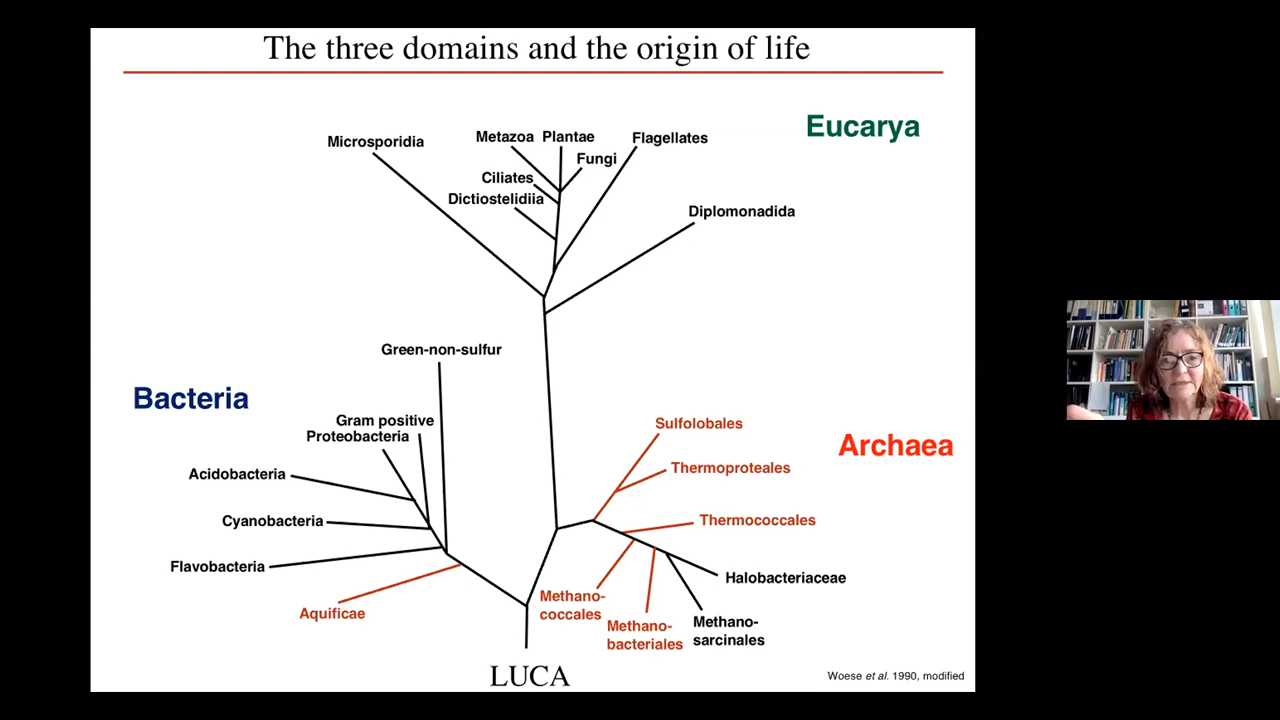 The three domains and the origin of life
Eucarya
Microsporidia
Metazoa
Plantae
Flagellates
Fungi
Ciliates
Dictiostelidiia
Diplomonadida
Green-non-sulfur
Bacteria
Gram positive
Proteobacteria
Sulfolobales
Archaea
Acidobacteria
Thermoproteales
Cyanobacteria
Thermococcales
Flavobacteria
Halobacteriaceae
Aquificae
Methano-
coccales
Methano-
bacteriales
Methano-
sarcinales
LUCA
Woese et al. 1990, modified